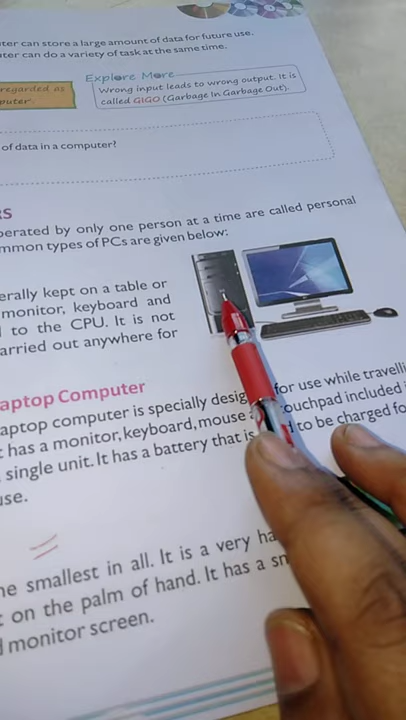 ter can store a large amount of data for future use.
ter can do a variety of task at the same time.
regarded as
puter.
Explore More
Wrong input leads to wrong output. It is
called GIGO (Garbage In Garbage Out).
of data in a computer?
RS
perated by only one person at a time are called personal
mmon types of PCs are given below:
erally kept on a table or
monitor, keyboard and
d to the CPU. It is not
arried out anywhere for
aptop Computer
aptop computer is specially desig for use while travelli
t has a monitor, keyboard, mouse touchpad included i
single unit. It has a battery that is to be charged fo
use.
he smallest in all. It is a very ha
t on the palm of hand. It has a sm
d monitor screen.